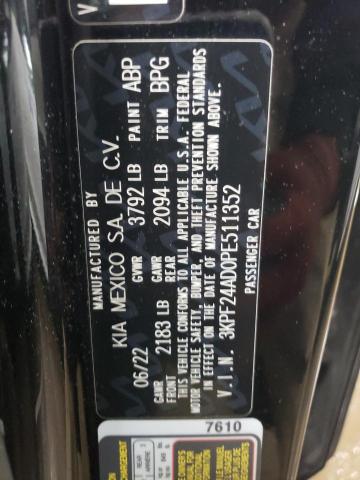 MANUFACTURED BY
KIA MEXICO S.A. DE C.V.
06/22 GVWR 3792 LB PAINT ABP
GAWR FRONT 2183 LB GAWR REAR 2094 LB TRIM BPG
THIS VEHICLE CONFORMS TO ALL APPLICABLE U.S.A. FEDERAL
MOTOR VEHICLE SAFETY, BUMPER, AND THEFT PREVENTION STANDARDS
IN EFFECT ON THE DATE OF MANUFACTURE SHOWN ABOVE.
V.I.N. 3KPF24AD0PE511352
PASSENGER CAR
V
7610
REAR
ARRIÈRE